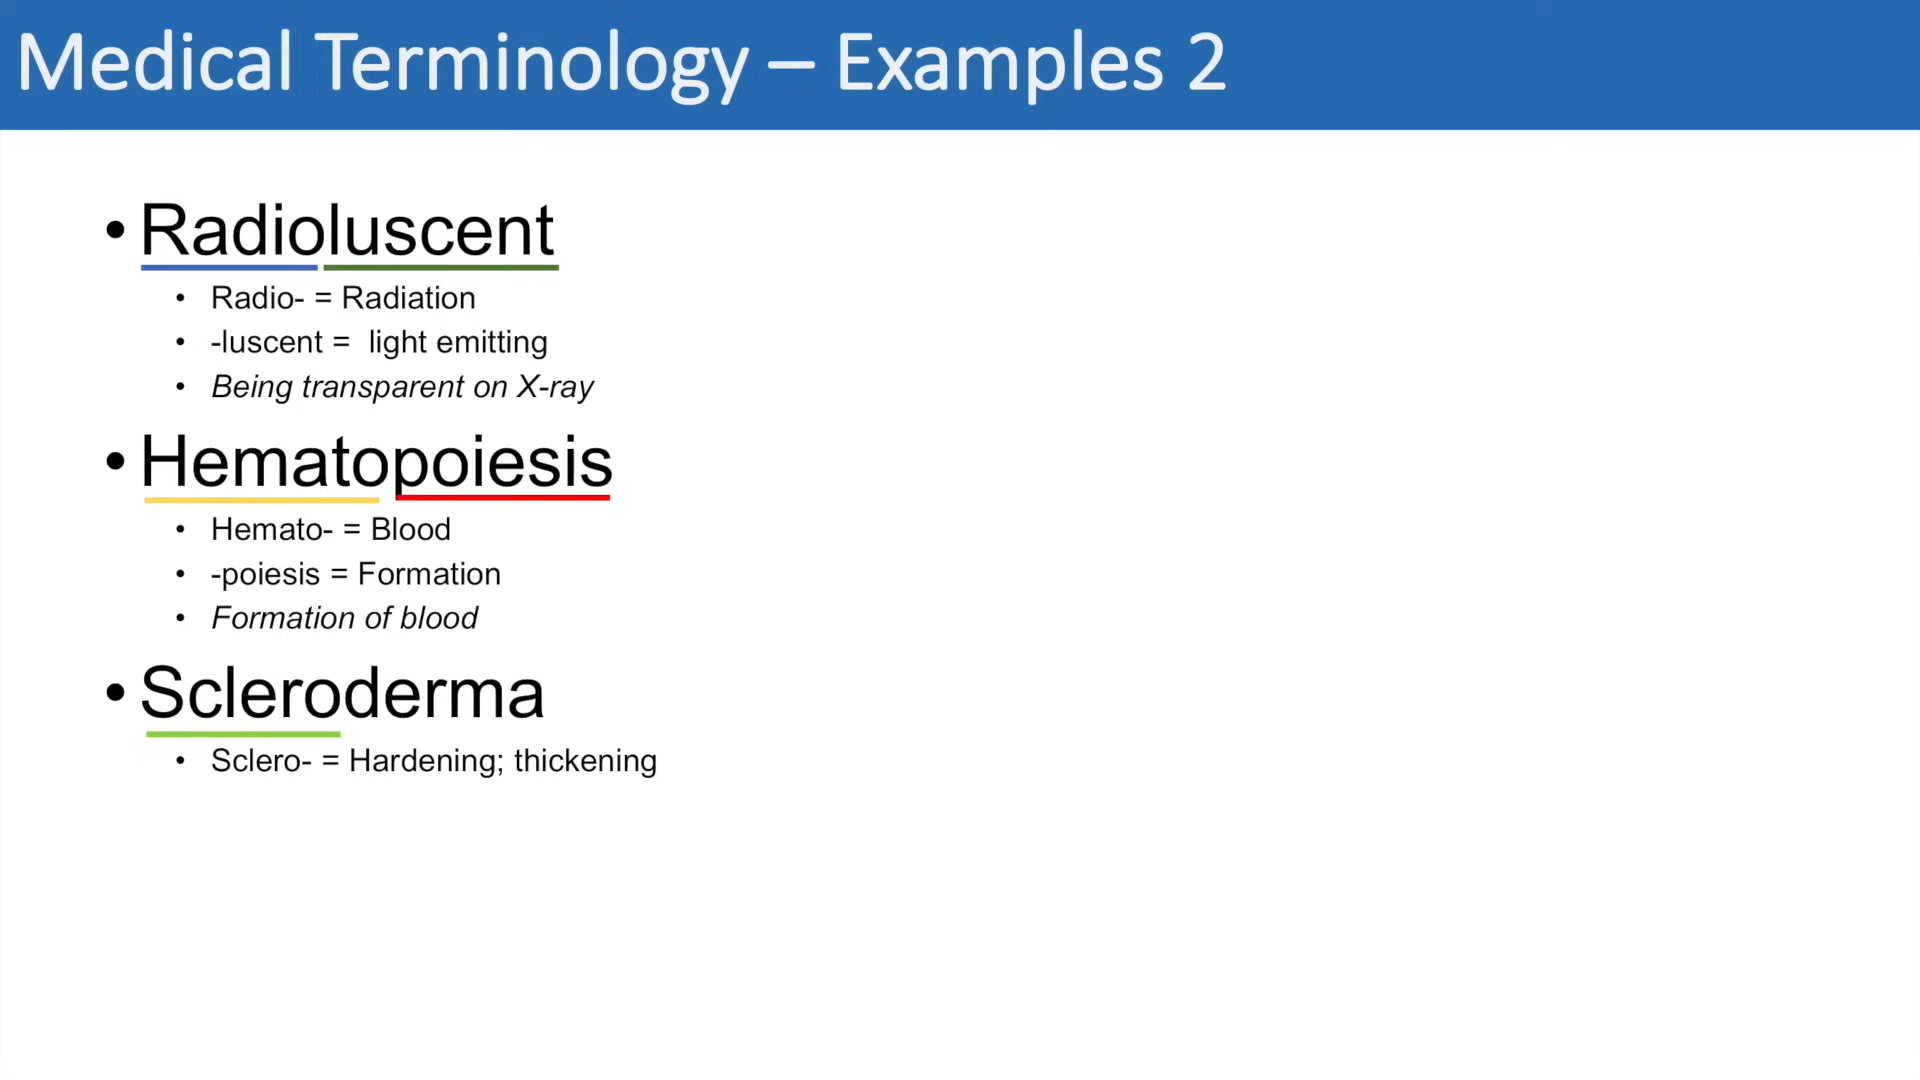 Medical Terminology – Examples 2
• Radioluscent
• Radio- = Radiation
• -luscent = light emitting
• Being transparent on X-ray
• Hematopoiesis
• Hemato- = Blood
• -poiesis = Formation
• Formation of blood
• Scleroderma
• Sclero- = Hardening; thickening